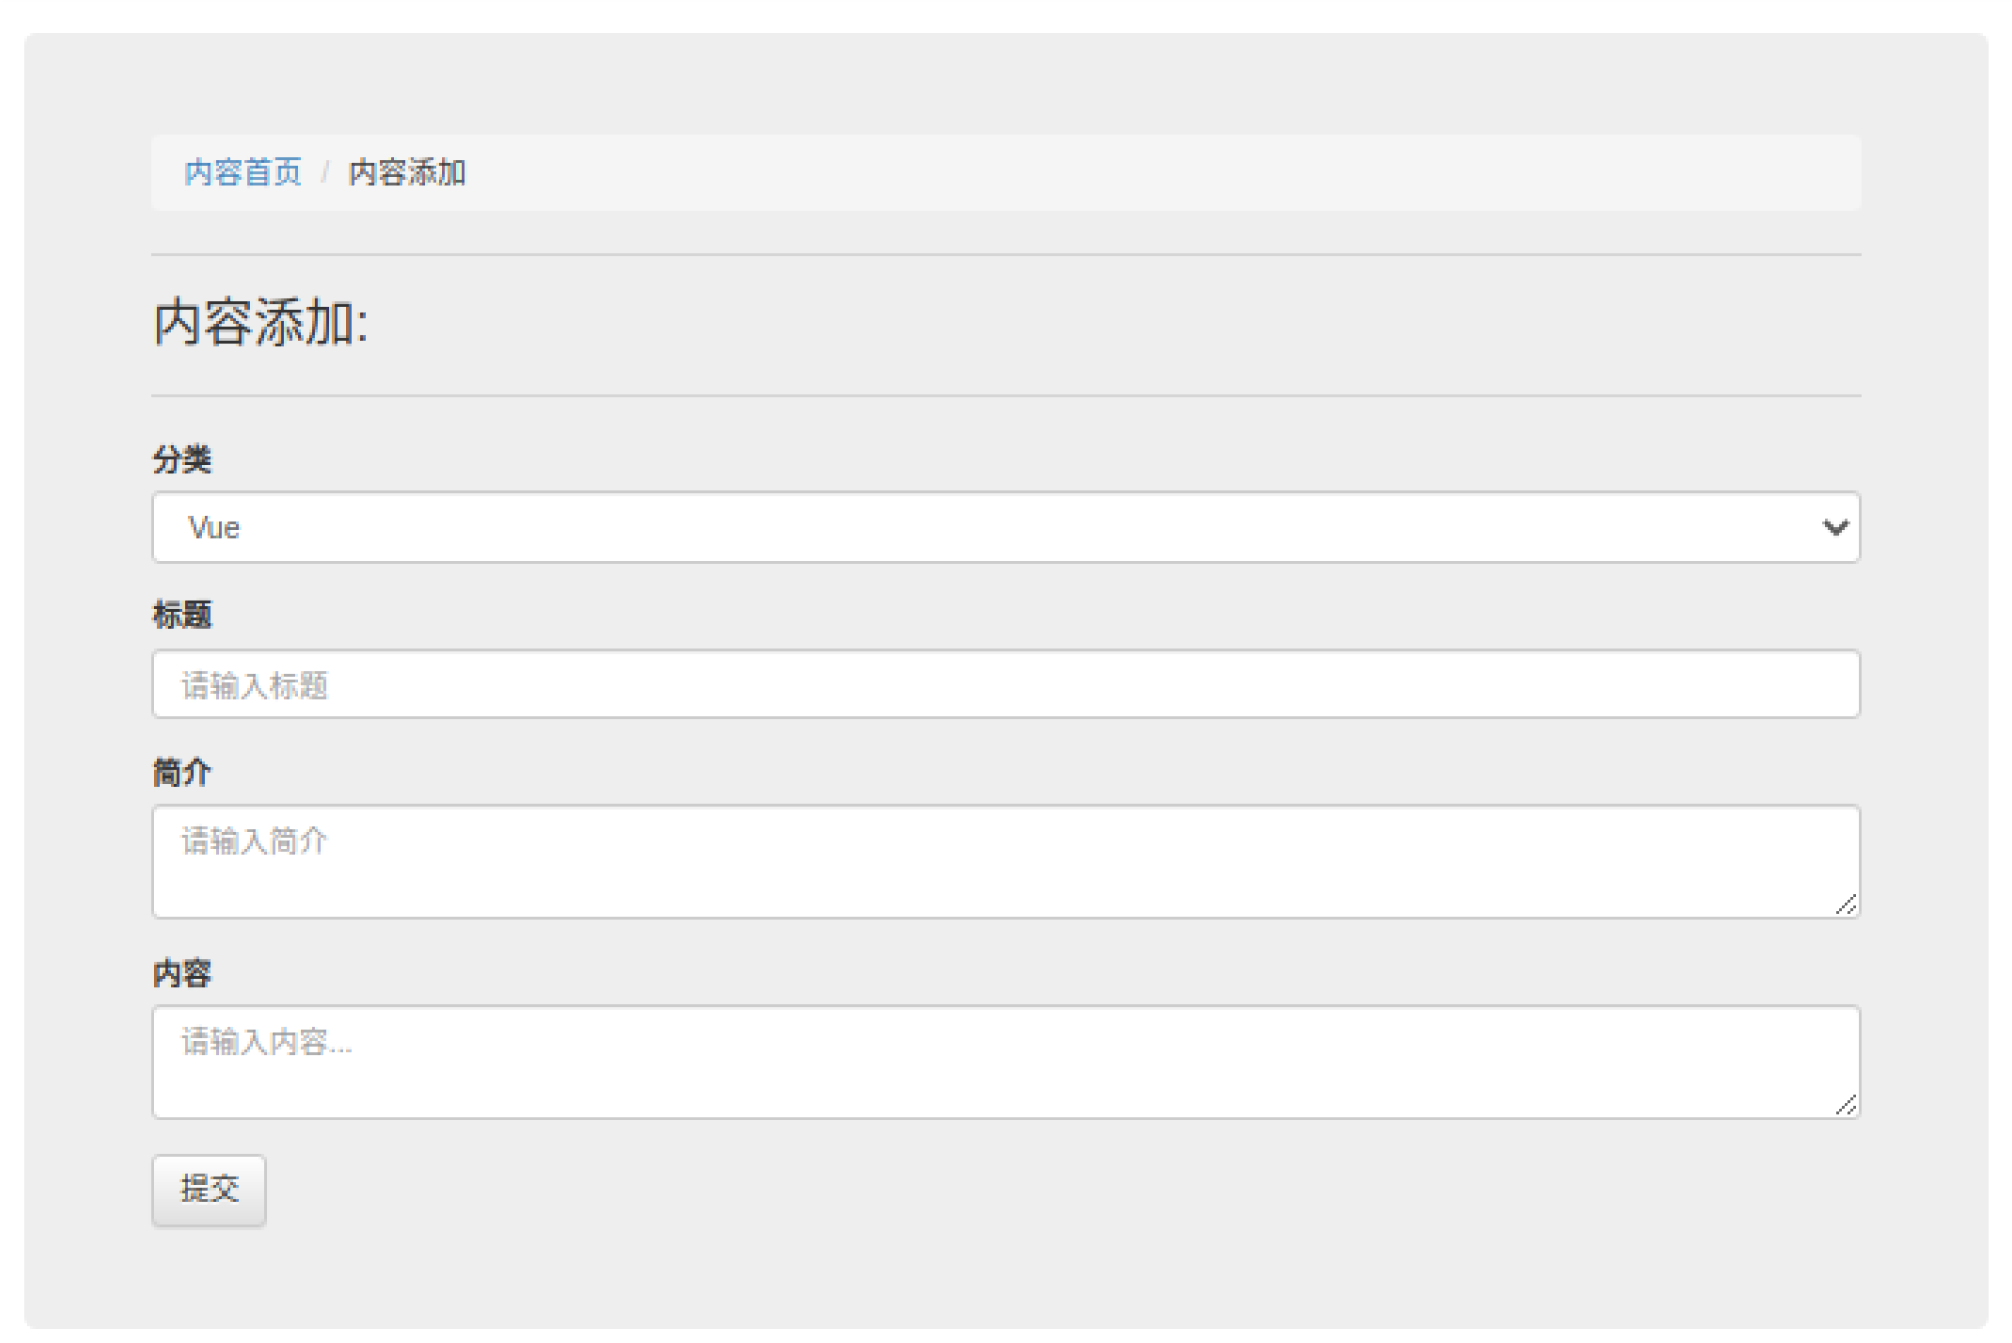 内容首页 / 内容添加
内容添加:
分类
Vue
标题
请输入标题
简介
请输入简介
内容
请输入内容...
提交